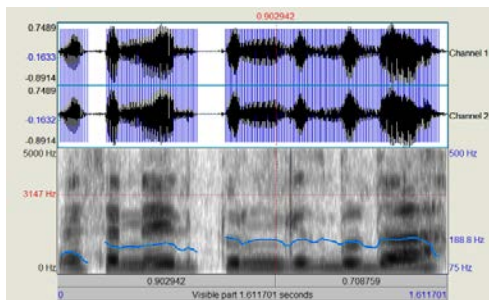 0.902942
0.7489
-0.1633
-0.8914
Channel 1
0.7489
-0.1632
-0.8914
Channel 2
5000 Hz
500 Hz
3147 Hz
188.8 Hz
0 Hz
75 Hz
0.902942
0.708759
0
Visible part 1.611701 seconds
1.611701